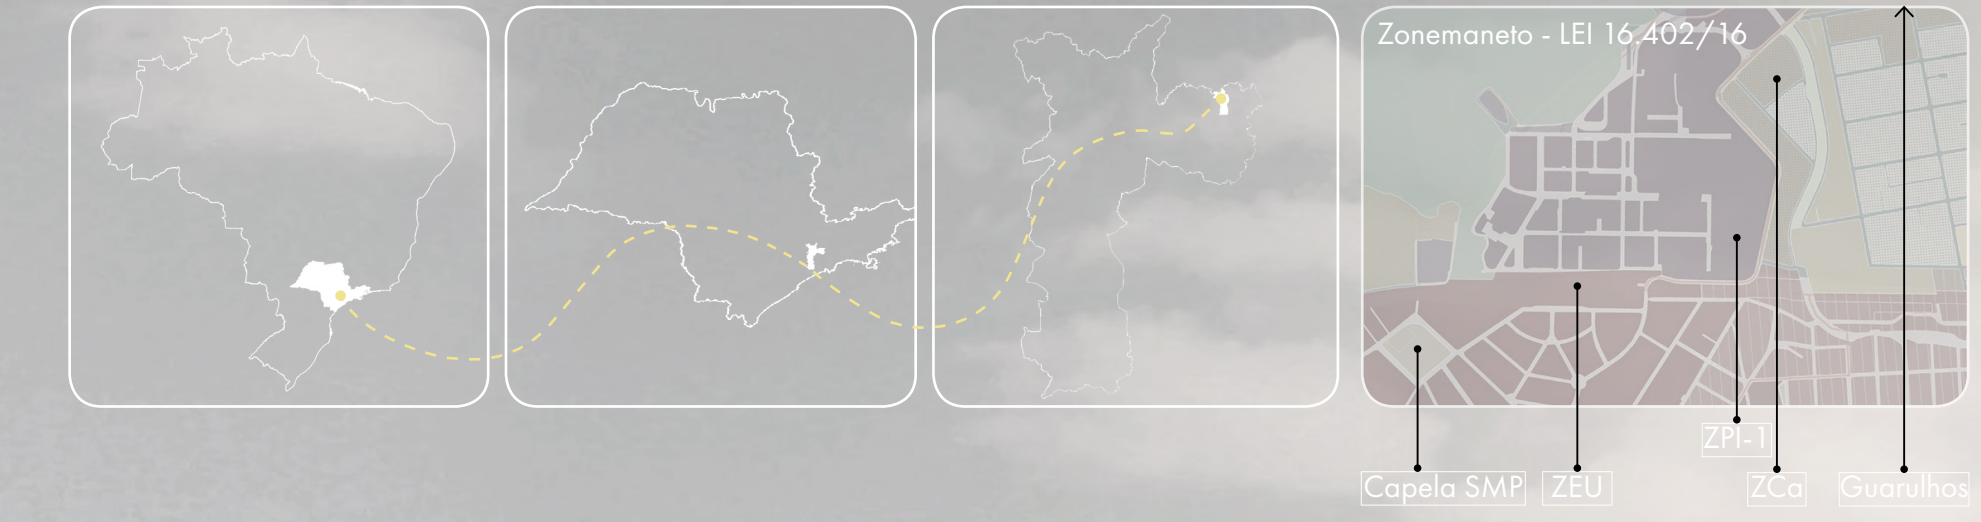 Zonemaneto - LEI 16.402/16
ZPI-1
Capela SMP
ZEU
ZCa
Guarulhos